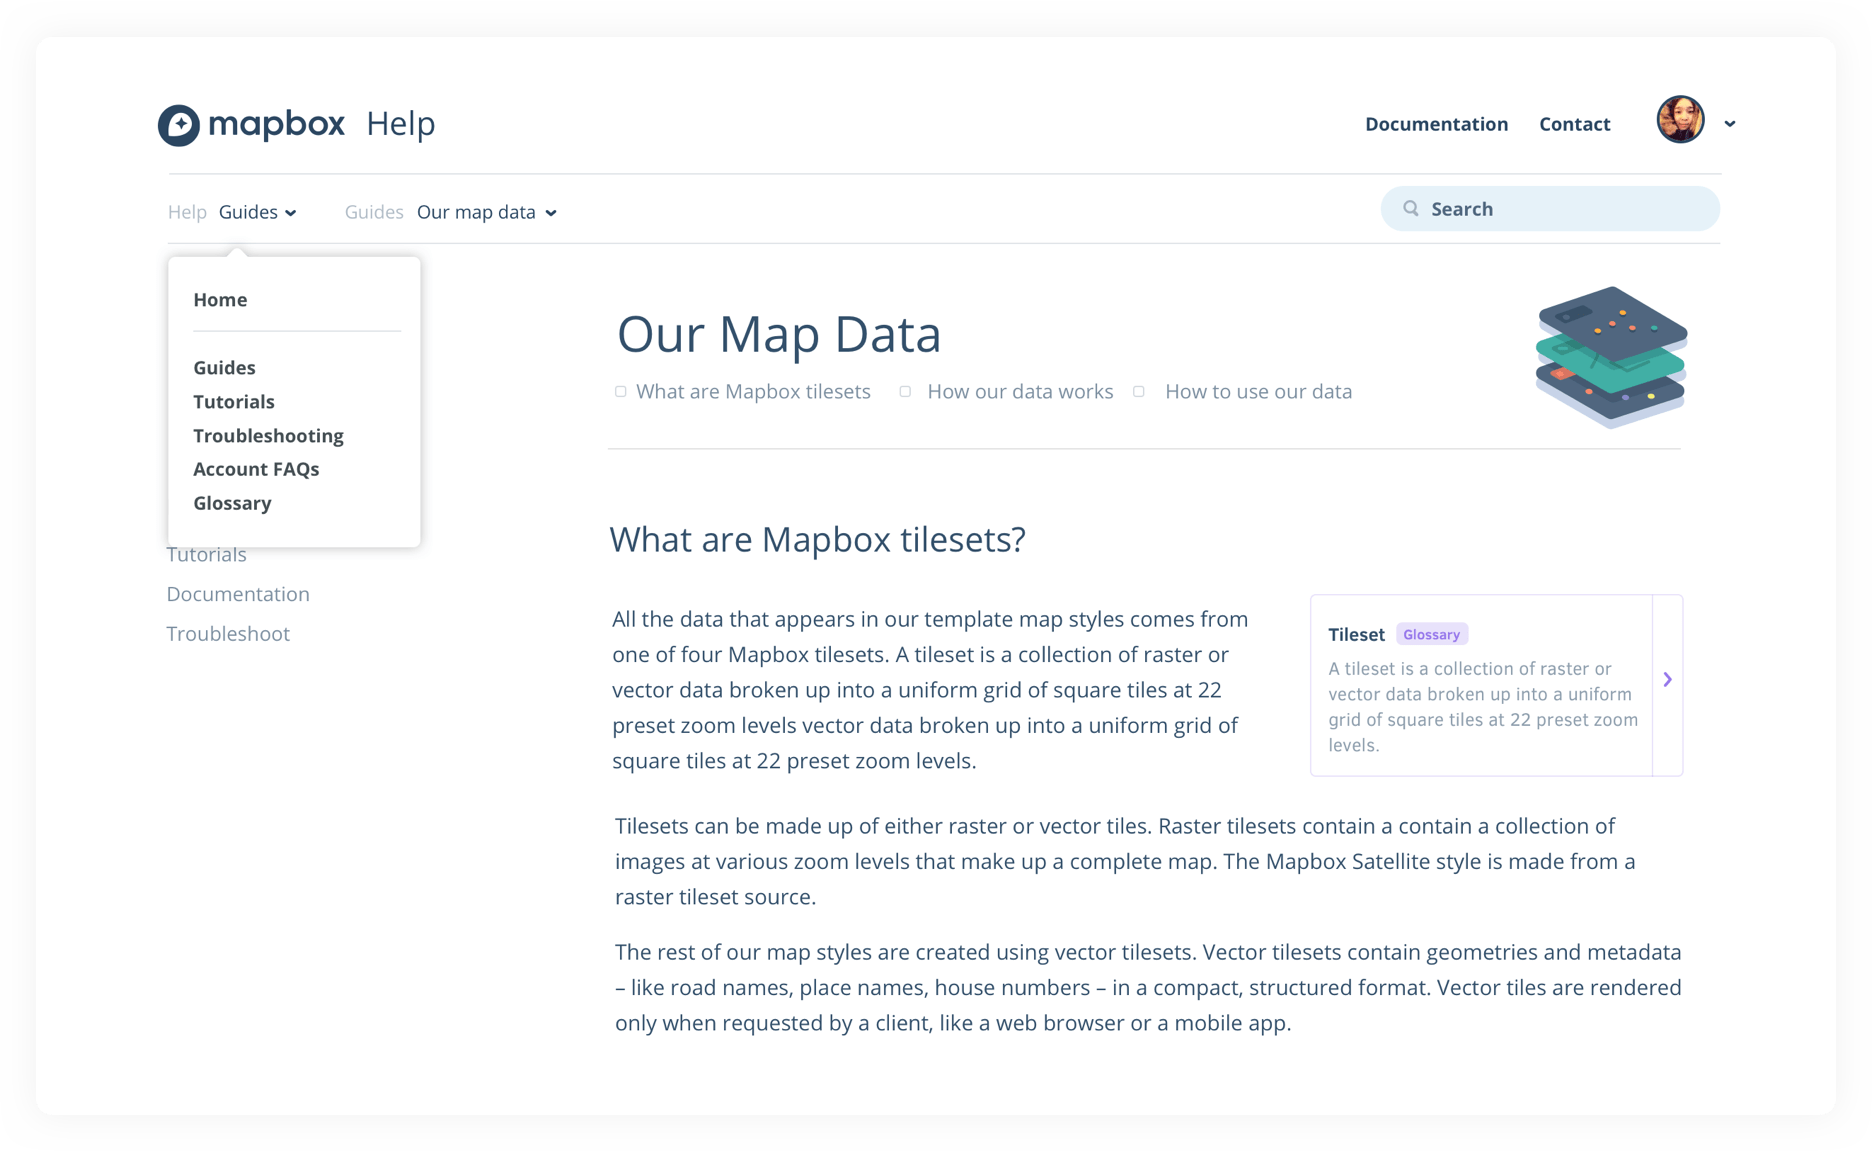 mapbox Help
Documentation Contact
Help Guides Guides Our map data
Search
Home
Guides
Tutorials
Troubleshooting
Account FAQs
Glossary
Tutorials
Documentation
Troubleshoot
Our Map Data
What are Mapbox tilesets How our data works How to use our data
What are Mapbox tilesets?
All the data that appears in our template map styles comes from
one of four Mapbox tilesets. A tileset is a collection of raster or
vector data broken up into a uniform grid of square tiles at 22
preset zoom levels vector data broken up into a uniform grid of
square tiles at 22 preset zoom levels.
Tileset Glossary
A tileset is a collection of raster or
vector data broken up into a uniform
grid of square tiles at 22 preset zoom
levels.
Tilesets can be made up of either raster or vector tiles. Raster tilesets contain a contain a collection of
images at various zoom levels that make up a complete map. The Mapbox Satellite style is made from a
raster tileset source.
The rest of our map styles are created using vector tilesets. Vector tilesets contain geometries and metadata
– like road names, place names, house numbers – in a compact, structured format. Vector tiles are rendered
only when requested by a client, like a web browser or a mobile app.